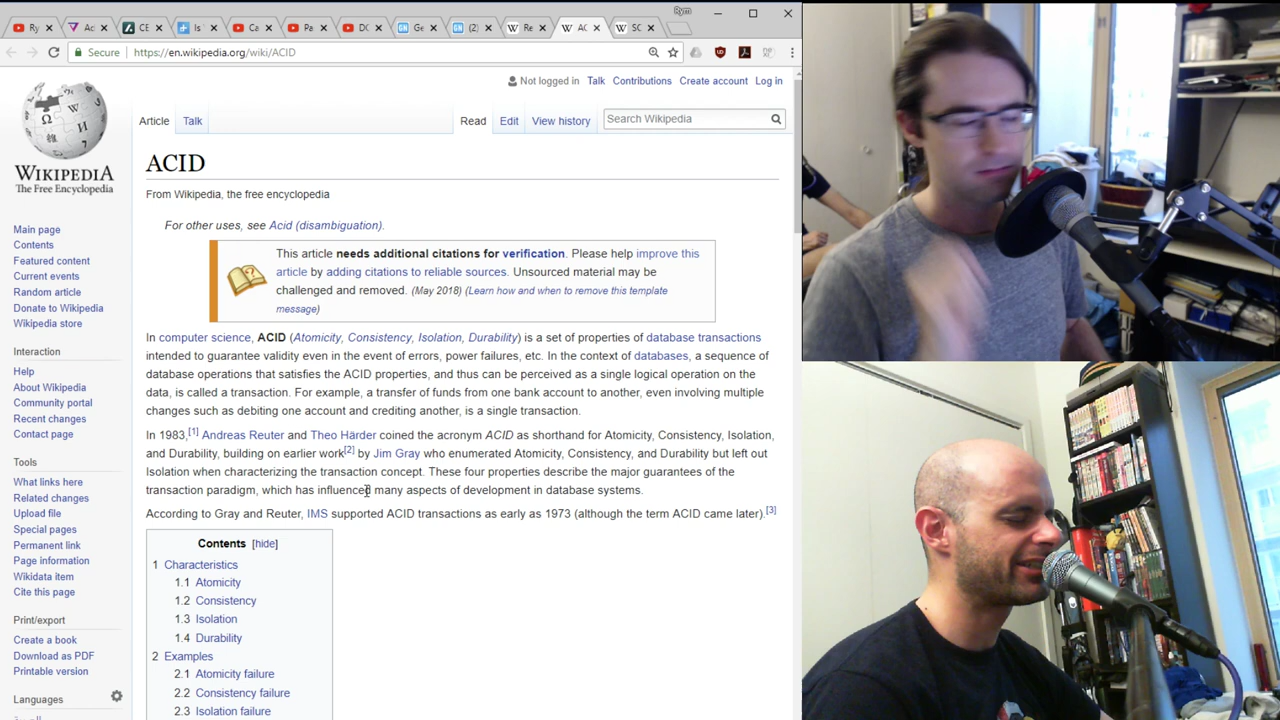 Ryan
Ry
Ac
CE
Is
Ca
Pa
DC
Ge
(2)
Re
AC
SC
Secure
https://en.wikipedia.org/wiki/ACID
WIKIPEDIA
The Free Encyclopedia
Main page
Contents
Featured content
Current events
Random article
Donate to Wikipedia
Wikipedia store
Interaction
Help
About Wikipedia
Community portal
Recent changes
Contact page
Tools
What links here
Related changes
Upload file
Special pages
Permanent link
Page information
Wikidata item
Cite this page
Print/export
Create a book
Download as PDF
Printable version
Languages
Not logged in Talk Contributions Create account Log in
Article Talk Read Edit View history Search Wikipedia
ACID
From Wikipedia, the free encyclopedia
For other uses, see Acid (disambiguation).
This article needs additional citations for verification. Please help improve this
article by adding citations to reliable sources. Unsourced material may be
challenged and removed. (May 2018) (Learn how and when to remove this template
message)
In computer science, ACID (Atomicity, Consistency, Isolation, Durability) is a set of properties of database transactions
intended to guarantee validity even in the event of errors, power failures, etc. In the context of databases, a sequence of
database operations that satisfies the ACID properties, and thus can be perceived as a single logical operation on the
data, is called a transaction. For example, a transfer of funds from one bank account to another, even involving multiple
changes such as debiting one account and crediting another, is a single transaction.
In 1983,[1] Andreas Reuter and Theo Härder coined the acronym ACID as shorthand for Atomicity, Consistency, Isolation,
and Durability, building on earlier work[2] by Jim Gray who enumerated Atomicity, Consistency, and Durability but left out
Isolation when characterizing the transaction concept. These four properties describe the major guarantees of the
transaction paradigm, which has influenced many aspects of development in database systems.
According to Gray and Reuter, IMS supported ACID transactions as early as 1973 (although the term ACID came later).[3]
Contents [hide]
1 Characteristics
1.1 Atomicity
1.2 Consistency
1.3 Isolation
1.4 Durability
2 Examples
2.1 Atomicity failure
2.2 Consistency failure
2.3 Isolation failure